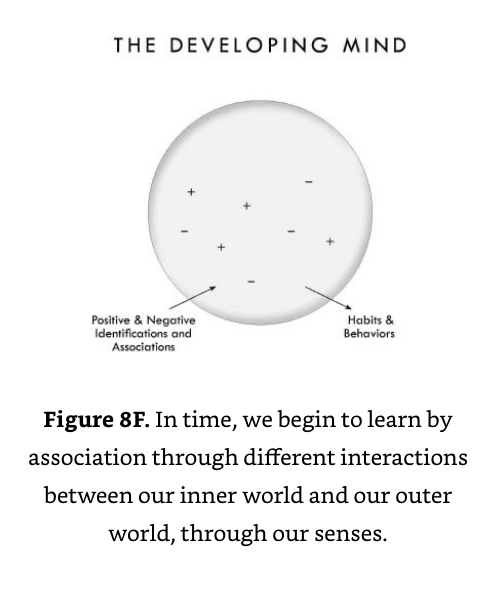 THE DEVELOPING MIND
+
−
+
−
−
+
+
−
Positive & Negative
Identifications and
Associations
Habits &
Behaviors
Figure 8F. In time, we begin to learn by
association through different interactions
between our inner world and our outer
world, through our senses.